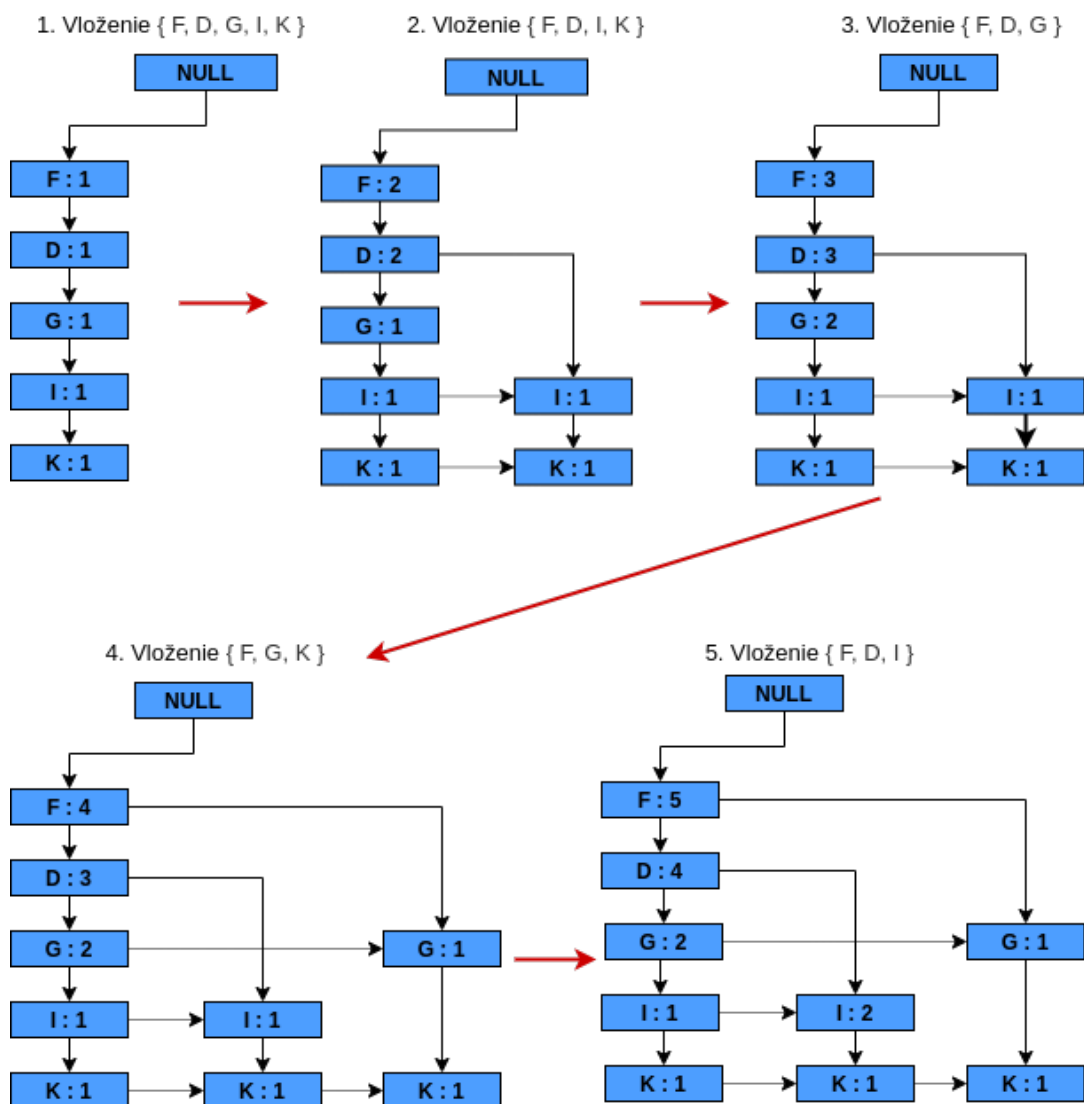 1. Vloženie { F, D, G, I, K }
NULL
F : 1
D : 1
G : 1
I : 1
K : 1
2. Vloženie { F, D, I, K }
NULL
F : 2
D : 2
G : 1
I : 1
I : 1
K : 1
K : 1
3. Vloženie { F, D, G }
NULL
F : 3
D : 3
G : 2
I : 1
I : 1
K : 1
K : 1
4. Vloženie { F, G, K }
NULL
F : 4
D : 3
G : 2
G : 1
I : 1
I : 1
K : 1
K : 1
K : 1
5. Vloženie { F, D, I }
NULL
F : 5
D : 4
G : 2
G : 1
I : 1
I : 2
K : 1
K : 1
K : 1